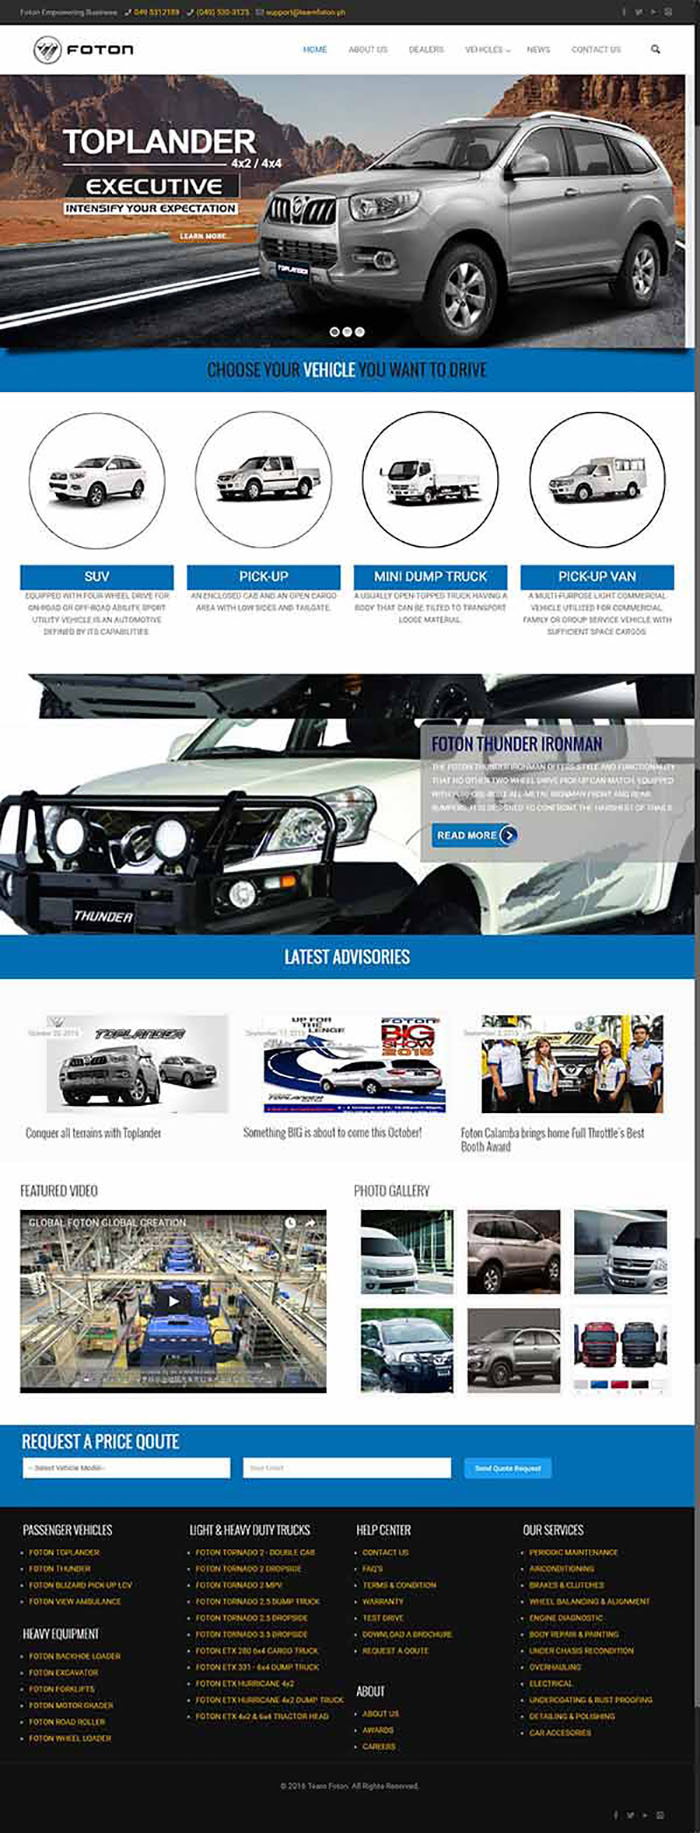 Foton Empowering Business 049 5312189 (049) 530-3125 support@teamfoton.ph
FOTON
HOME ABOUT US DEALERS VEHICLES NEWS CONTACT US
TOPLANDER
4x2 / 4x4
EXECUTIVE
INTENSIFY YOUR EXPECTATION
LEARN MORE...
TOPLANDER
CHOOSE YOUR VEHICLE YOU WANT TO DRIVE
SUV
EQUIPPED WITH FOUR-WHEEL DRIVE FOR
ON-ROAD OR OFF-ROAD ABILITY, SPORT
UTILITY VEHICLE IS AN AUTOMOTIVE
DEFINED BY ITS CAPABILITIES
PICK-UP
AN ENCLOSED CAB AND AN OPEN CARGO
AREA WITH LOW SIDES AND TAILGATE.
MINI DUMP TRUCK
A USUALLY OPEN-TOPPED TRUCK HAVING A
BODY THAT CAN BE TILTED TO TRANSPORT
LOOSE MATERIAL.
PICK-UP VAN
A MULTI-PURPOSE LIGHT COMMERCIAL
VEHICLE UTILIZED FOR COMMERCIAL,
FAMILY OR GROUP SERVICE VEHICLE WITH
SUFFICIENT SPACE CARGOS
FOTON THUNDER IRONMAN
THE FOTON THUNDER IRONMAN OFFERS STYLE AND FUNCTIONALITY
THAT NO OTHER TWO-WHEEL DRIVE PICK-UP CAN MATCH. EQUIPPED
BUMPERS, IT IS DESIGNED TO CONFRONT THE HARSHEST OF TRAILS
READ MORE
THUNDER
LATEST ADVISORIES
TOPLANDER
Conquer all terrains with Toplander
September 17, 2015
UP FOR
THE
LENGE
FOTON
BIG
SHOW
2015
TOPLANDER
Something BIG is about to come this October!
September 2, 2015
Foton Calamba brings home Full Throttle's Best
Booth Award
FEATURED VIDEO
GLOBAL FOTON GLOBAL CREATION
PHOTO GALLERY
REQUEST A PRICE QOUTE
-- Select Vehicle Model--
Your Email
Send Quote Request
PASSENGER VEHICLES
FOTON TOPLANDER
FOTON THUNDER
FOTON BLIZARD PICK UP LCV
FOTON VIEW AMBULANCE
HEAVY EQUIPMENT
FOTON BACKHOE LOADER
FOTON EXCAVATOR
FOTON FORKLIFTS
FOTON MOTOR GRADER
FOTON ROAD ROLLER
FOTON WHEEL LOADER
LIGHT & HEAVY DUTY TRUCKS
FOTON TORNADO 2 - DOUBLE CAB
FOTON TORNADO 2 DROPSIDE
FOTON TORNADO 2 MPV
FOTON TORNADO 2.5 DUMP TRUCK
FOTON TORNADO 2.5 DROPSIDE
FOTON TORNADO 3.5 DROPSIDE
FOTON ETX 280 6x4 CARGO TRUCK
FOTON ETX 331 - 6x4 DUMP TRUCK
FOTON ETX HURRICANE 4x2
FOTON ETX HURRICANE 4x2 DUMP TRUCK
FOTON ETX 4x2 & 6x4 TRACTOR HEAD
HELP CENTER
CONTACT US
FAQ'S
TERMS & CONDITION
WARRANTY
TEST DRIVE
DOWNLOAD A BROCHURE
REQUEST A QOUTE
ABOUT
ABOUT US
AWARDS
CAREERS
OUR SERVICES
PERIODIC MAINTENANCE
AIRCONDITIONING
BRAKES & CLUTCHES
WHEEL BALANCING & ALIGNMENT
ENGINE DIAGNOSTIC
BODY REPAIR & PAINTING
UNDER CHASIS RECONDITION
OVERHAULING
ELECTRICAL
UNDERCOATING & RUST PROOFING
DETAILING & POLISHING
CAR ACCESORIES
© 2016 Team Foton. All Rights Reserved.